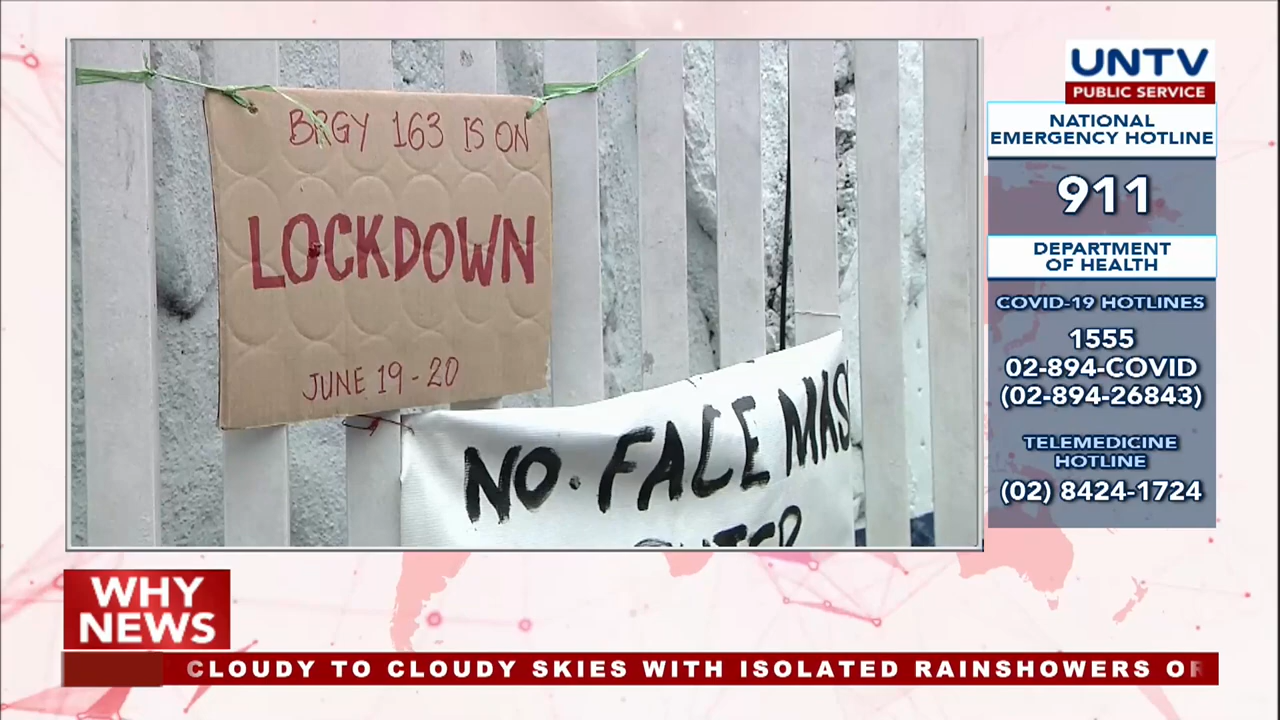 BRGY 163 IS ON
LOCKDOWN
JUNE 19-20
NO. FACE MAS
UNTV
PUBLIC SERVICE
NATIONAL
EMERGENCY HOTLINE
911
DEPARTMENT
OF HEALTH
COVID-19 HOTLINES
1555
02-894-COVID
(02-894-26843)
TELEMEDICINE
HOTLINE
(02) 8424-1724
WHY
NEWS
CLOUDY TO CLOUDY SKIES WITH ISOLATED RAINSHOWERS OR